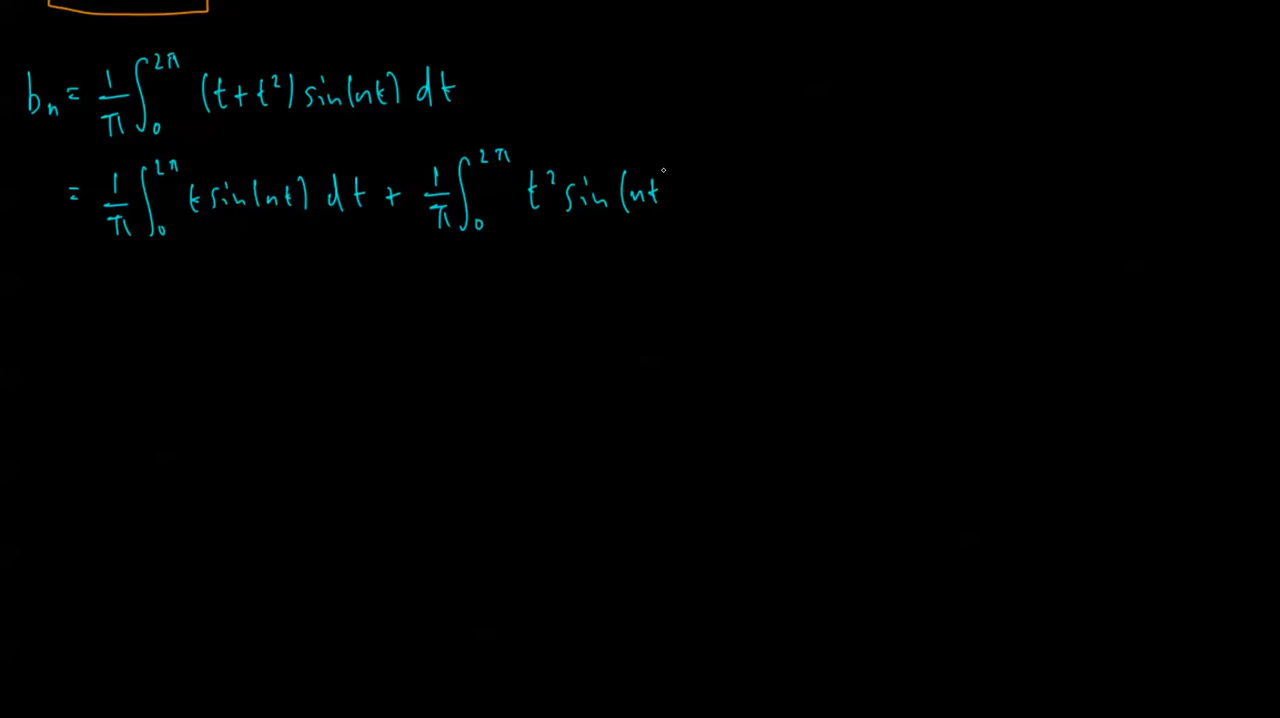 bₙ = 1/π ∫₀^2π (t + t²) sin(nt) dt
= 1/π ∫₀^2π t sin(nt) dt + 1/π ∫₀^2π t² sin(nt